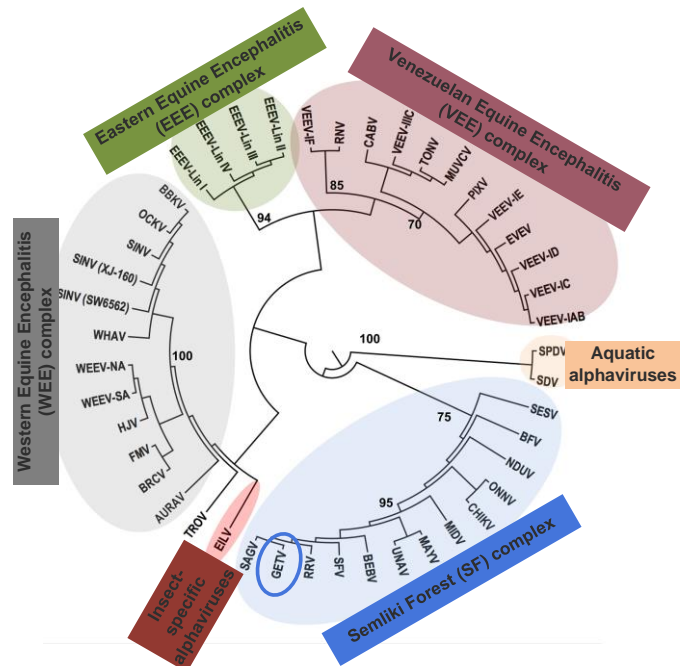 Eastern Equine Encephalitis
(EEE) complex
Venezuelan Equine Encephalitis
(VEE) complex
Western Equine Encephalitis
(WEE) complex
Aquatic
alphaviruses
Semliki Forest (SF) complex
Insect-
specific
alphaviruses
EEEV-Lin I
EEEV-Lin IV
EEEV-Lin III
EEEV-Lin II
VEEV-IF
RNV
CABV
VEEV-IIIC
TONV
MUVCV
PIXV
VEEV-IE
EVEV
VEEV-ID
VEEV-IC
VEEV-IAB
SPDV
SDV
SESV
BFV
NDUV
ONNV
CHIKV
MIDV
MAYV
UNAV
BEBV
SFV
RRV
GETV
SAGV
EILV
TROV
AURAV
BRCV
FMV
HJV
WEEV-SA
WEEV-NA
WHAV
SINV (SW6562)
SINV (XJ-160)
SINV
OCKV
BBKV
94
85
70
100
100
75
95